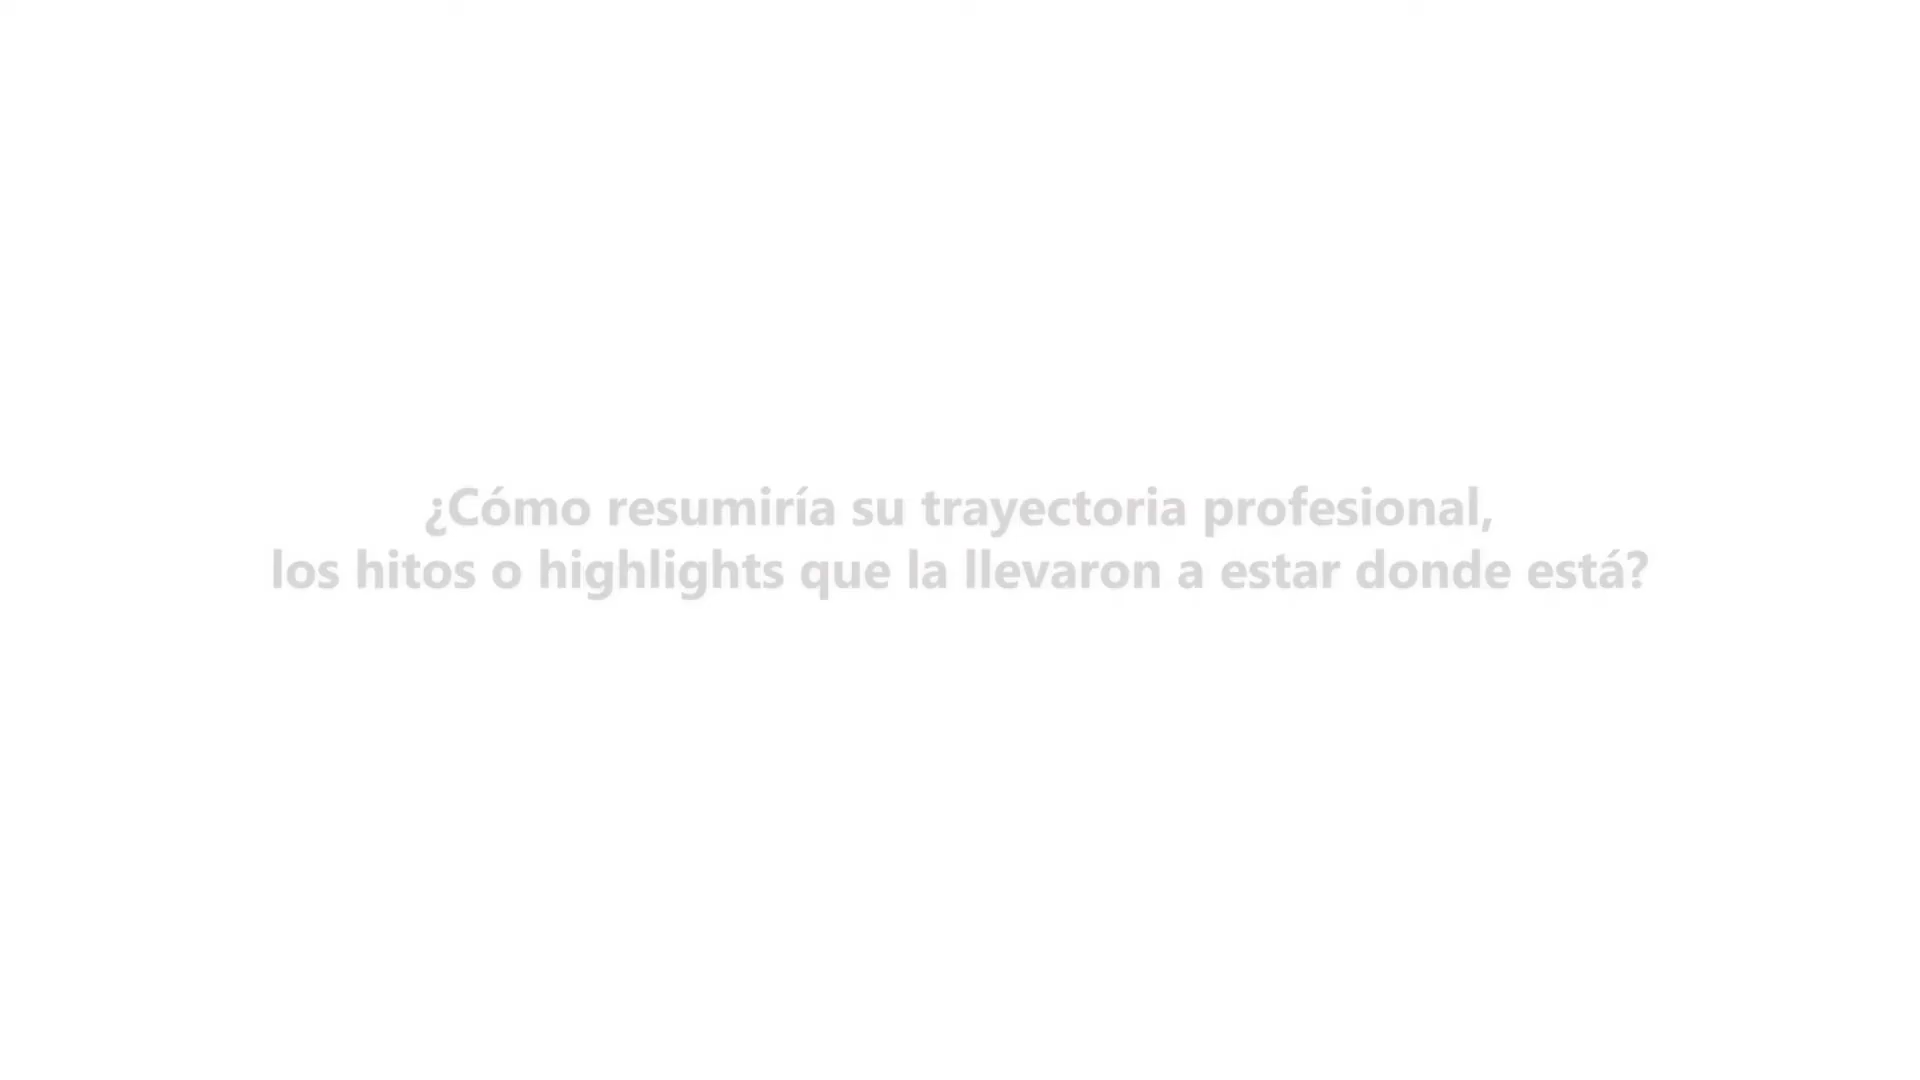 ¿Cómo resumiría su trayectoria profesional,
los hitos o highlights que la llevaron a estar donde está?